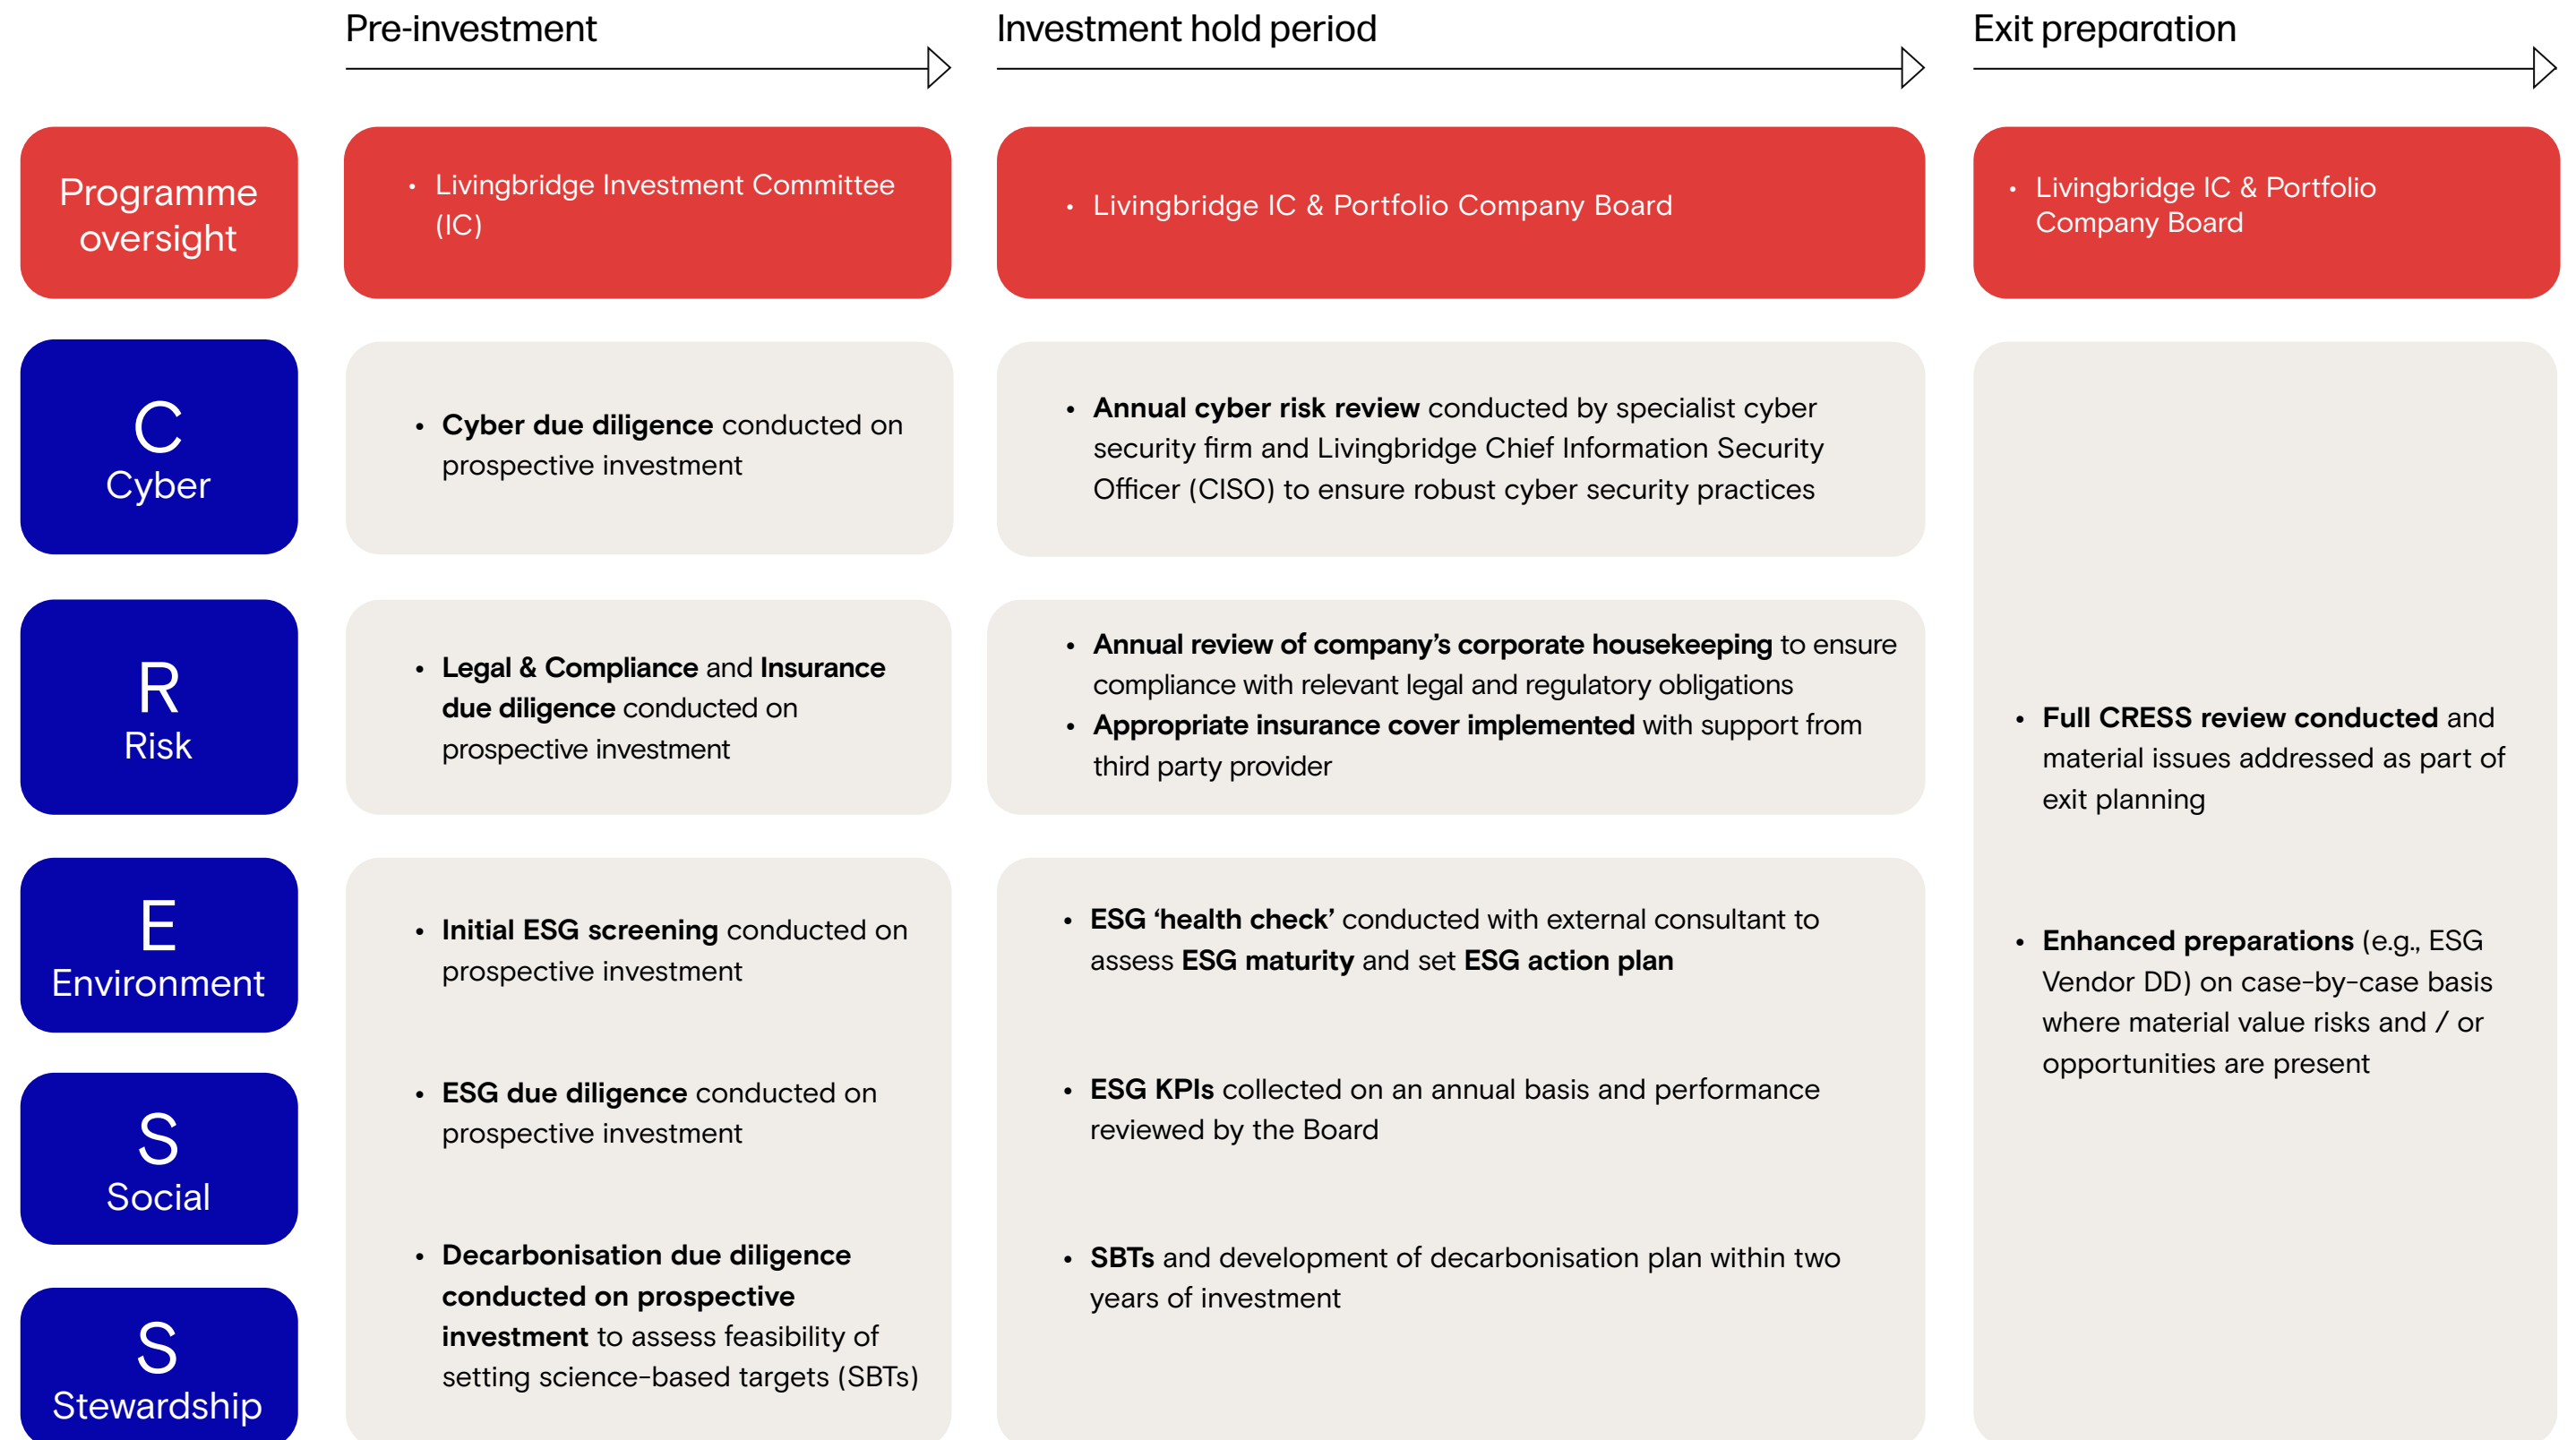 Pre-investment
Investment hold period
Exit preparation
Programme
oversight
• Livingbridge Investment Committee
(IC)
• Livingbridge IC & Portfolio Company Board
• Livingbridge IC & Portfolio
Company Board
C
Cyber
• Cyber due diligence conducted on
prospective investment
• Annual cyber risk review conducted by specialist cyber
security firm and Livingbridge Chief Information Security
Officer (CISO) to ensure robust cyber security practices
R
Risk
• Legal & Compliance and Insurance
due diligence conducted on
prospective investment
• Annual review of company’s corporate housekeeping to ensure
compliance with relevant legal and regulatory obligations
• Appropriate insurance cover implemented with support from
third party provider
E
Environment
S
Social
S
Stewardship
• Initial ESG screening conducted on
prospective investment
• ESG due diligence conducted on
prospective investment
• Decarbonisation due diligence
conducted on prospective
investment to assess feasibility of
setting science-based targets (SBTs)
• ESG ‘health check’ conducted with external consultant to
assess ESG maturity and set ESG action plan
• ESG KPIs collected on an annual basis and performance
reviewed by the Board
• SBTs and development of decarbonisation plan within two
years of investment
• Full CRESS review conducted and
material issues addressed as part of
exit planning
• Enhanced preparations (e.g., ESG
Vendor DD) on case-by-case basis
where material value risks and / or
opportunities are present